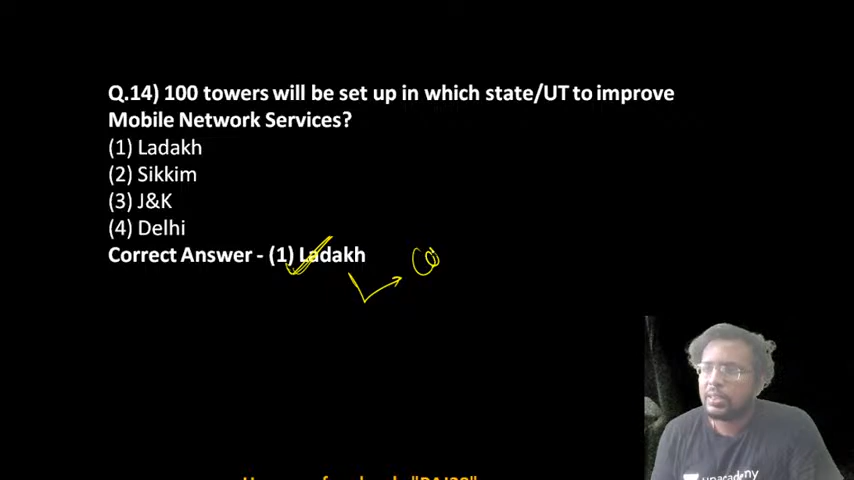 Q.14) 100 towers will be set up in which state/UT to improve
Mobile Network Services?
(1) Ladakh
(2) Sikkim
(3) J&K
(4) Delhi
Correct Answer - (1) Ladakh